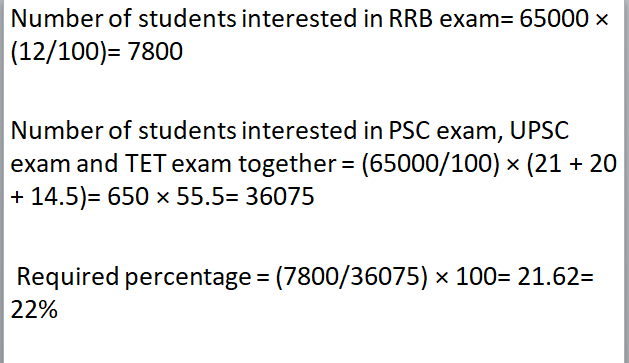 Number of students interested in RRB exam= 65000 ×
(12/100)= 7800
Number of students interested in PSC exam, UPSC
exam and TET exam together = (65000/100) × (21 + 20
+ 14.5)= 650 × 55.5= 36075
Required percentage = (7800/36075) × 100= 21.62=
22%